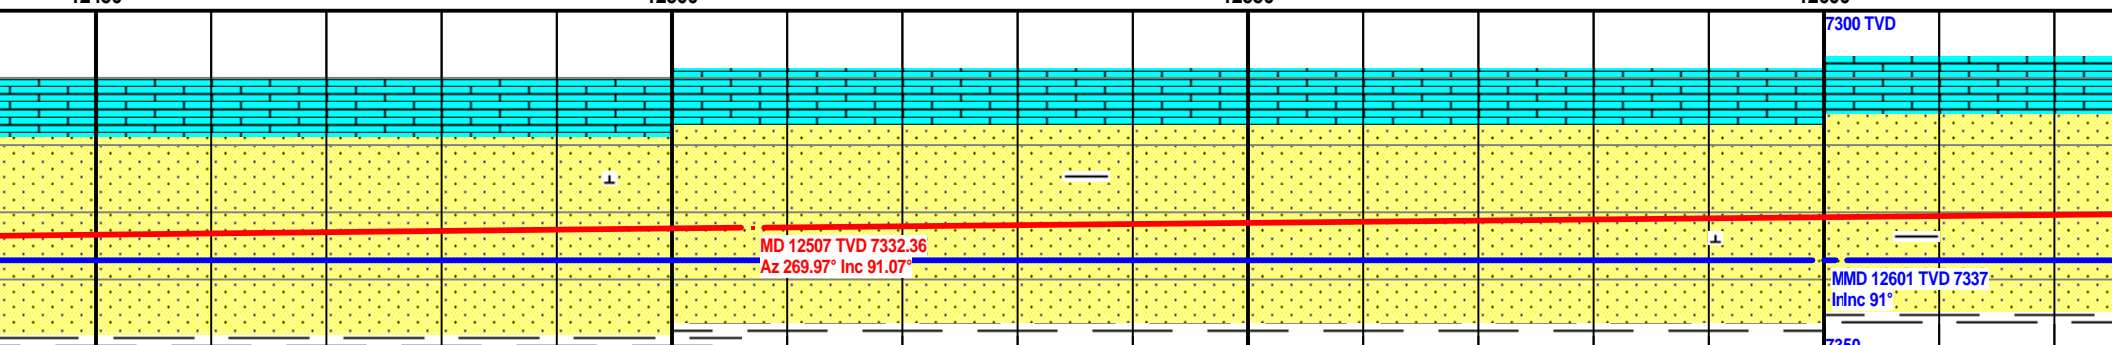 7300 TVD
MD 12507 TVD 7332.36
Az 269.97° Inc 91.07°
MMD 12601 TVD 7337
InInc 91°